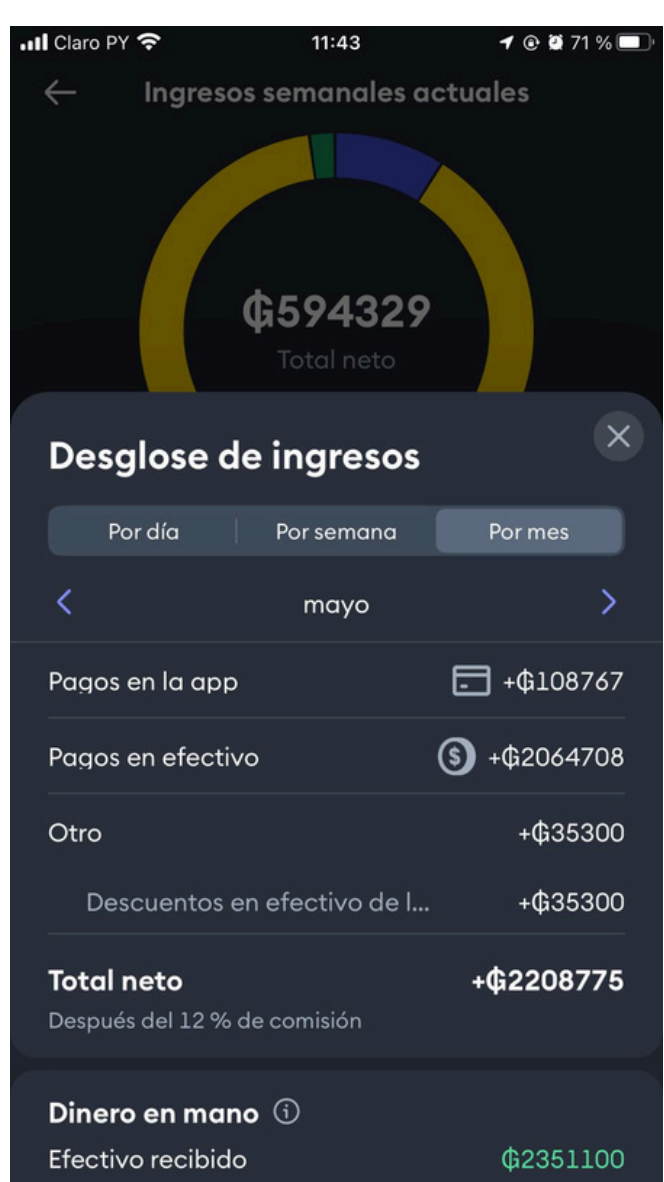 Claro PY 11:43 71 %
Ingresos semanales actuales
₲594329
Total neto
Desglose de ingresos
Por día Por semana Por mes
mayo
Pagos en la app +₲108767
Pagos en efectivo $ +₲2064708
Otro +₲35300
Descuentos en efectivo de l... +₲35300
Total neto +₲2208775
Después del 12 % de comisión
Dinero en mano i
Efectivo recibido ₲2351100